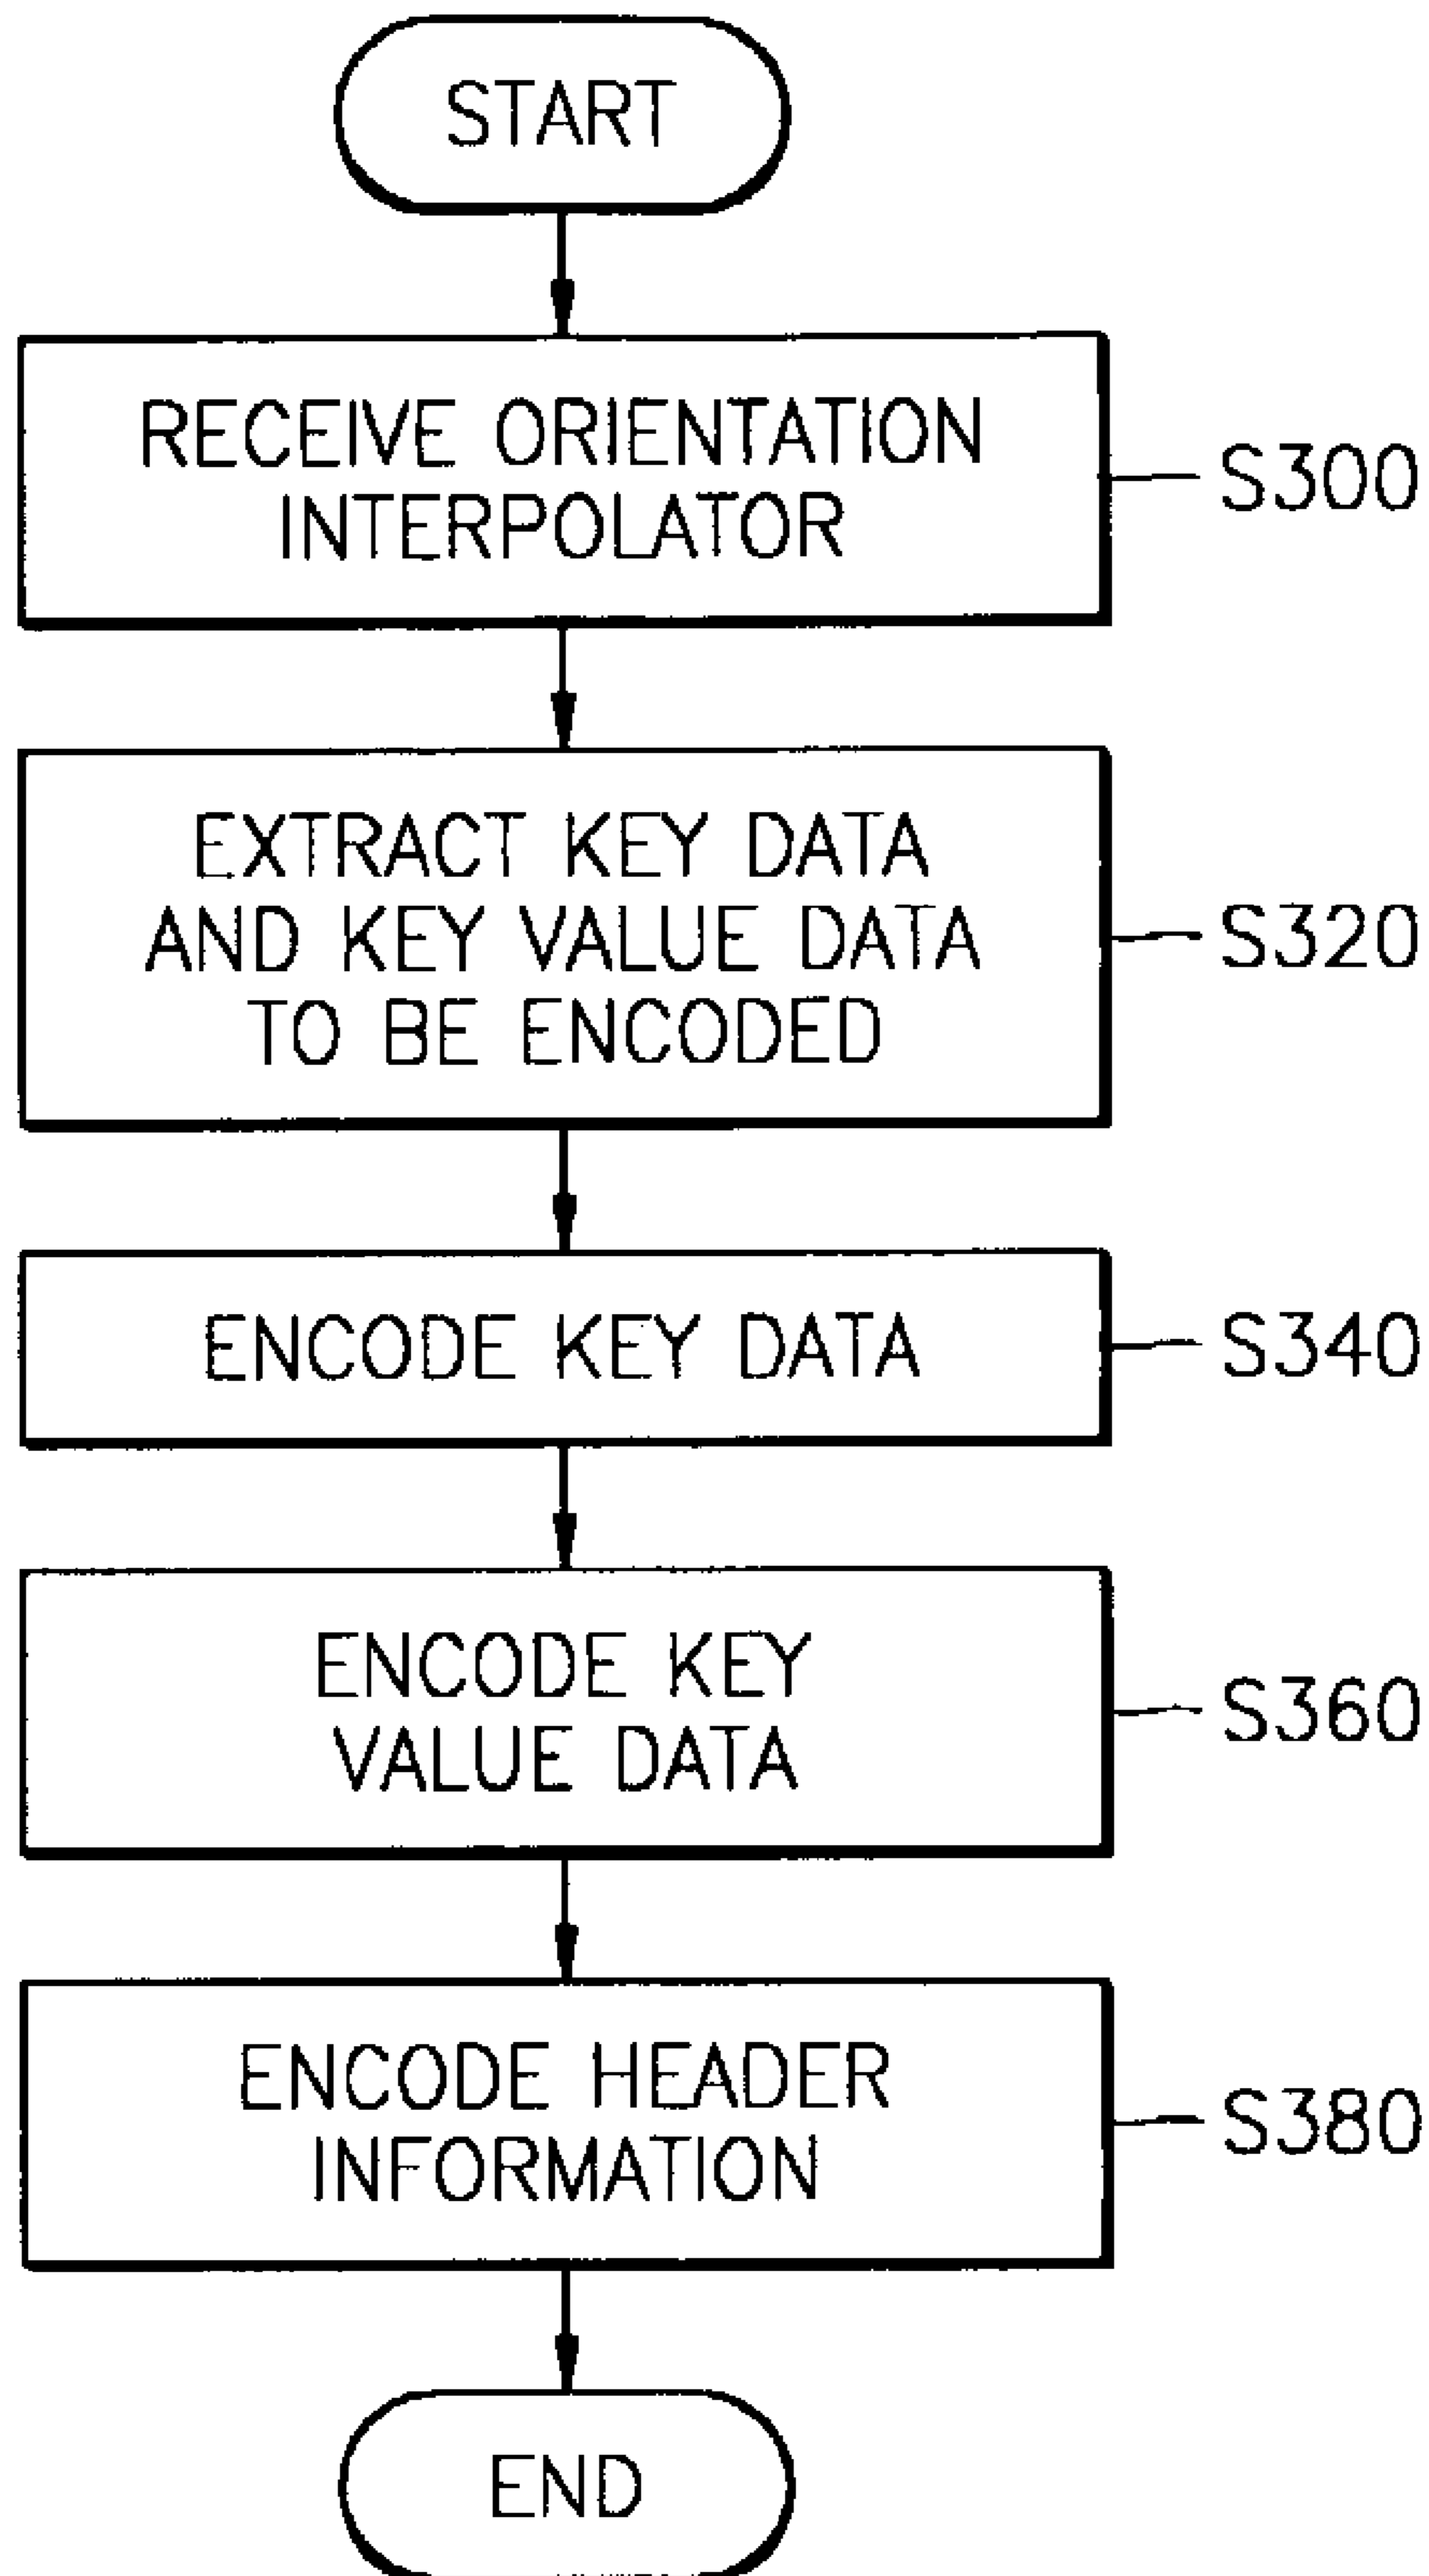 START
RECEIVE ORIENTATION
INTERPOLATOR
S300
EXTRACT KEY DATA
AND KEY VALUE DATA
TO BE ENCODED
S320
ENCODE KEY DATA
S340
ENCODE KEY
VALUE DATA
S360
ENCODE HEADER
INFORMATION
S380
END